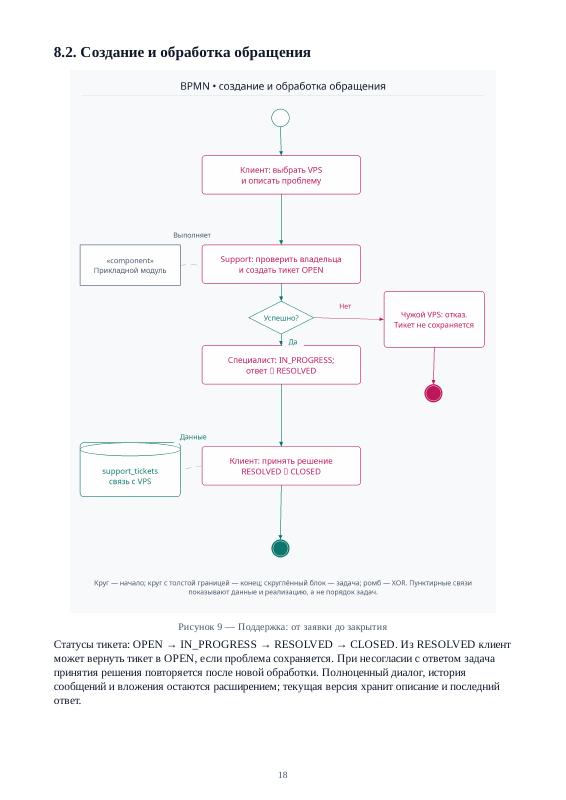 8.2. Создание и обработка обращения
BPMN • создание и обработка обращения
Клиент: выбрать VPS
и описать проблему
Выполняет
«component»
Прикладной модуль
Support: проверить владельца
и создать тикет OPEN
Успешно?
Нет
Чужой VPS: отказ.
Тикет не сохраняется
Да
Специалист: IN_PROGRESS;
ответ ▯ RESOLVED
Данные
support_tickets
связь с VPS
Клиент: принять решение
RESOLVED ▯ CLOSED
Круг — начало; круг с толстой границей — конец; скруглённый блок — задача; ромб — XOR. Пунктирные связи
показывают данные и реализацию, а не порядок задач.
Рисунок 9 — Поддержка: от заявки до закрытия
Статусы тикета: OPEN → IN_PROGRESS → RESOLVED → CLOSED. Из RESOLVED клиент
может вернуть тикет в OPEN, если проблема сохраняется. При несогласии с ответом задача
принятия решения повторяется после новой обработки. Полноценный диалог, история
сообщений и вложения остаются расширением; текущая версия хранит описание и последний
ответ.
18